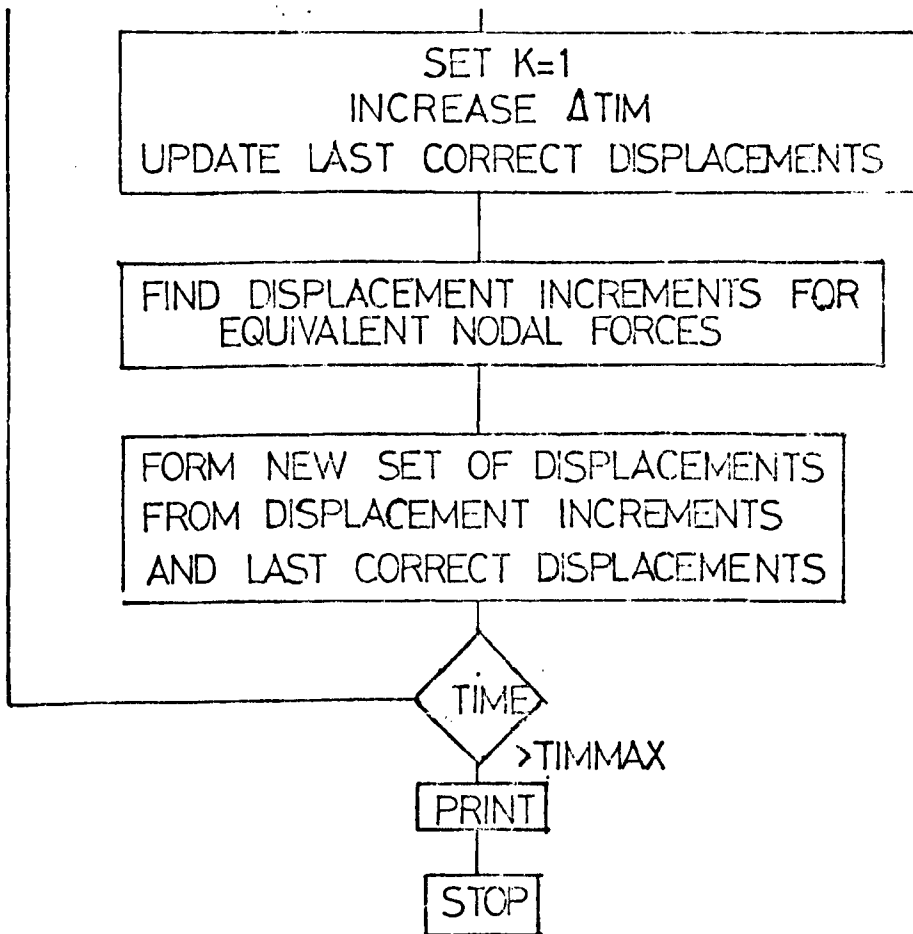 SET K=1
INCREASE ΔTIM
UPDATE LAST CORRECT DISPLACEMENTS
FIND DISPLACEMENT INCREMENTS FOR
EQUIVALENT NODAL FORCES
FORM NEW SET OF DISPLACEMENTS
FROM DISPLACEMENT INCREMENTS
AND LAST CORRECT DISPLACEMENTS
TIME
>TIMMAX
PRINT
STOP